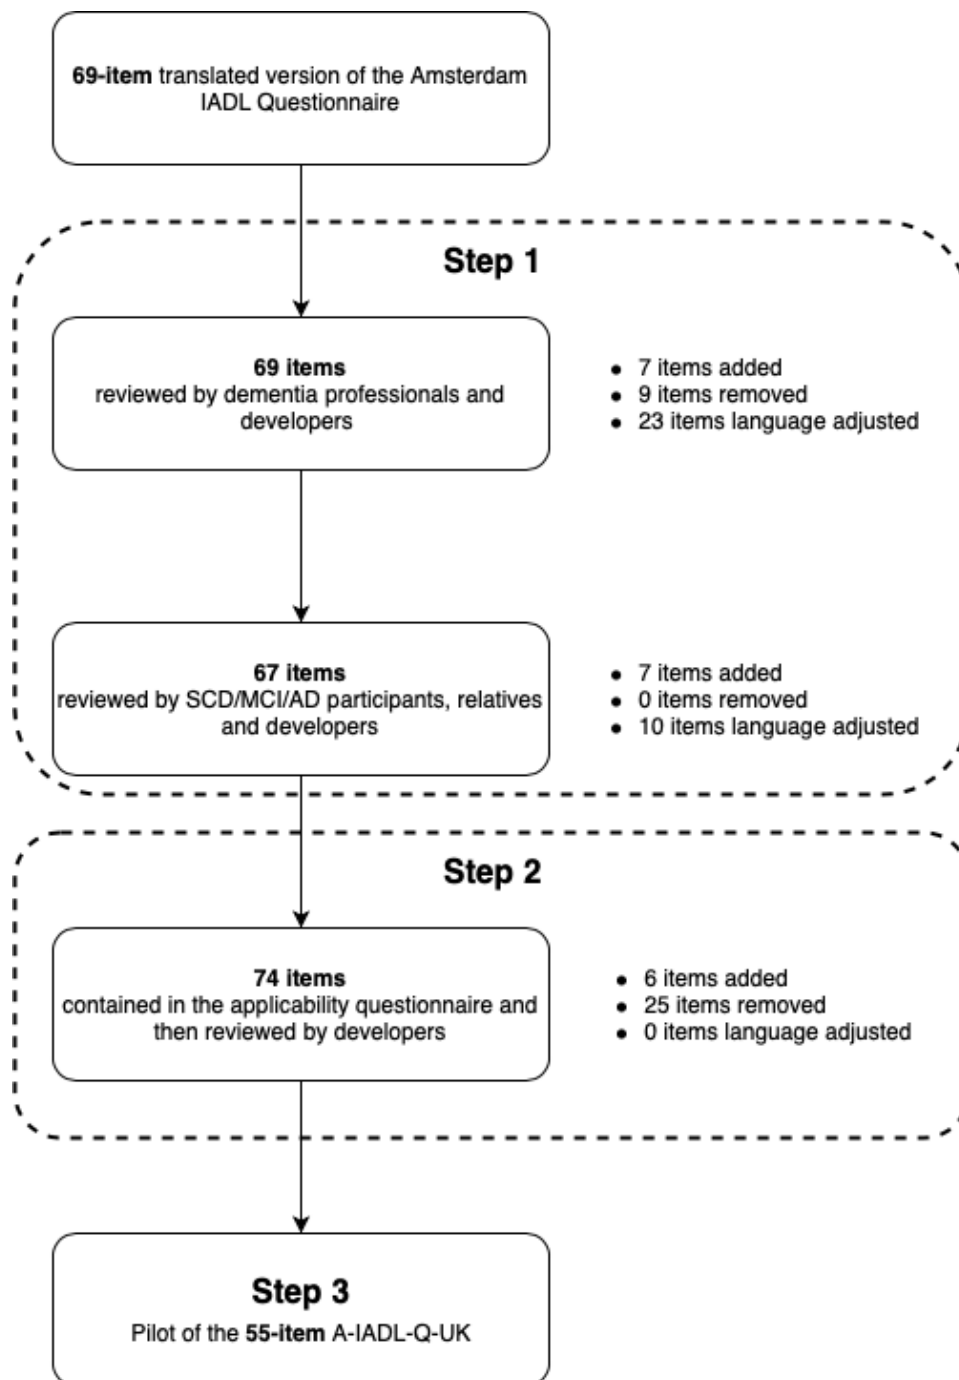 69-item translated version of the Amsterdam
IADL Questionnaire
Step 1
69 items
reviewed by dementia professionals and
developers
• 7 items added
• 9 items removed
• 23 items language adjusted
67 items
reviewed by SCD/MCI/AD participants, relatives
and developers
• 7 items added
• 0 items removed
• 10 items language adjusted
Step 2
74 items
contained in the applicability questionnaire and
then reviewed by developers
• 6 items added
• 25 items removed
• 0 items language adjusted
Step 3
Pilot of the 55-item A-IADL-Q-UK